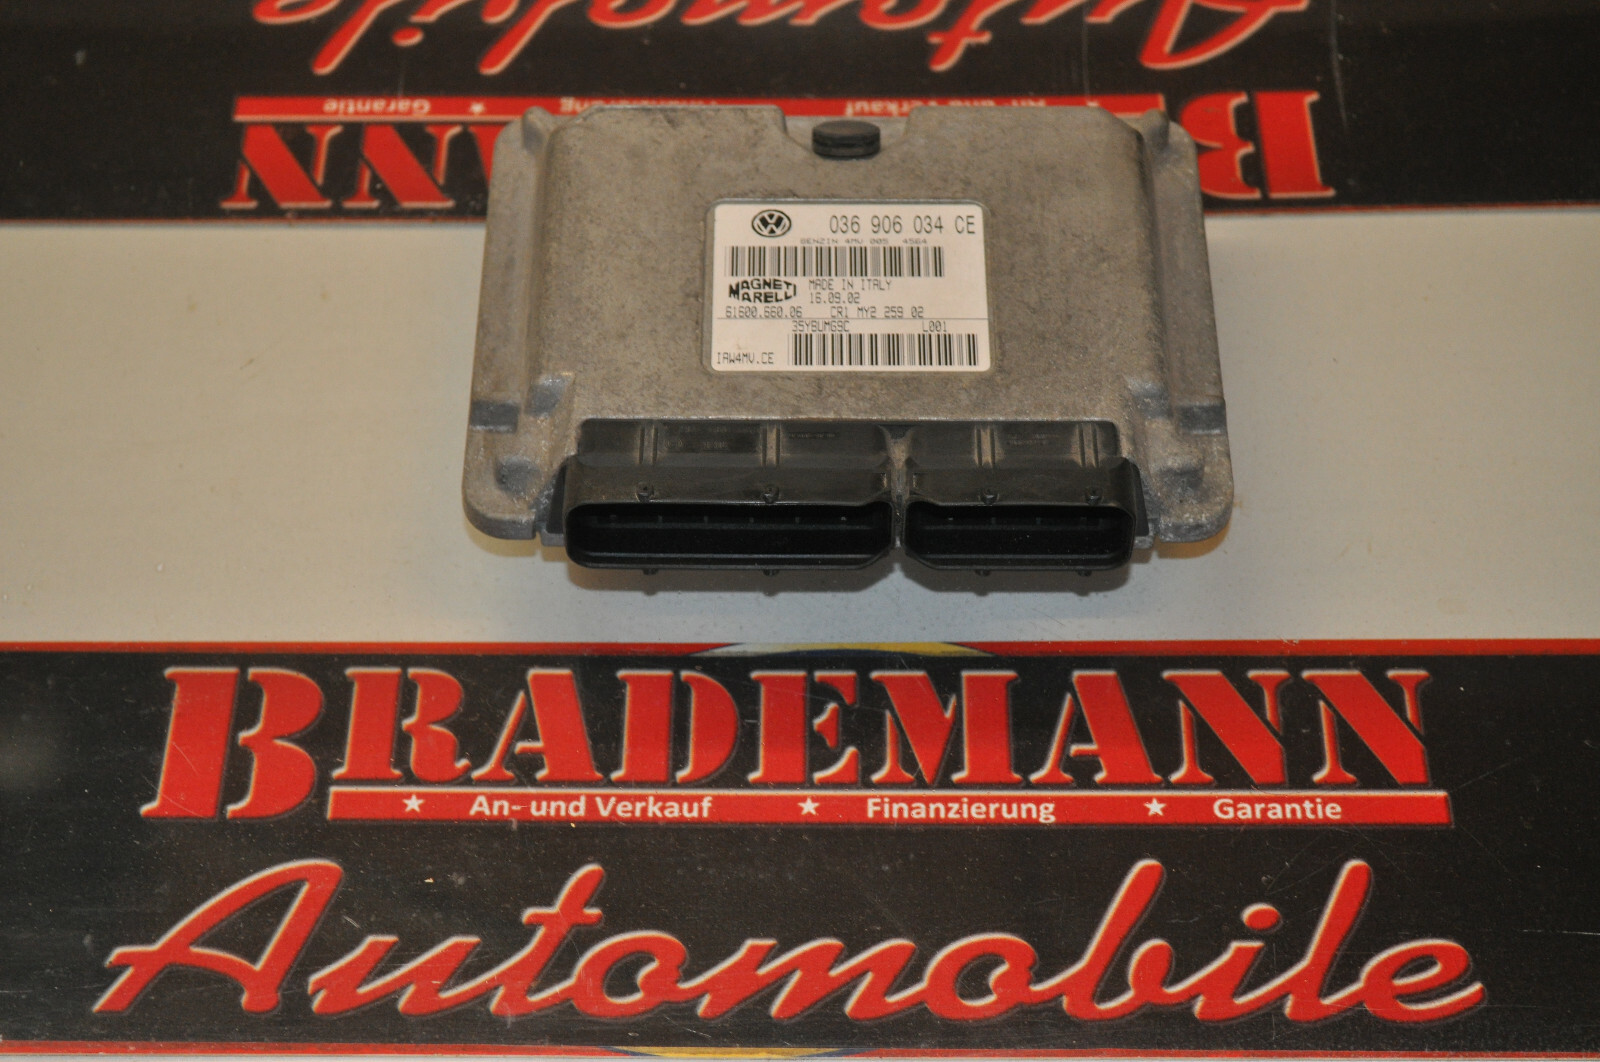 Automobile
An- und Verkauf ★ Finanzierung ★ Garantie
BRADEMANN
036 906 034 CE
BENZIN 4MV 005 4564
MAGNETI MARELLI
MADE IN ITALY
16.09.02
61600.660.06 CR1 MY2 259 02
L001
IAW4MV.CE
BRADEMANN
★ An- und Verkauf ★ Finanzierung ★ Garantie
Automobile